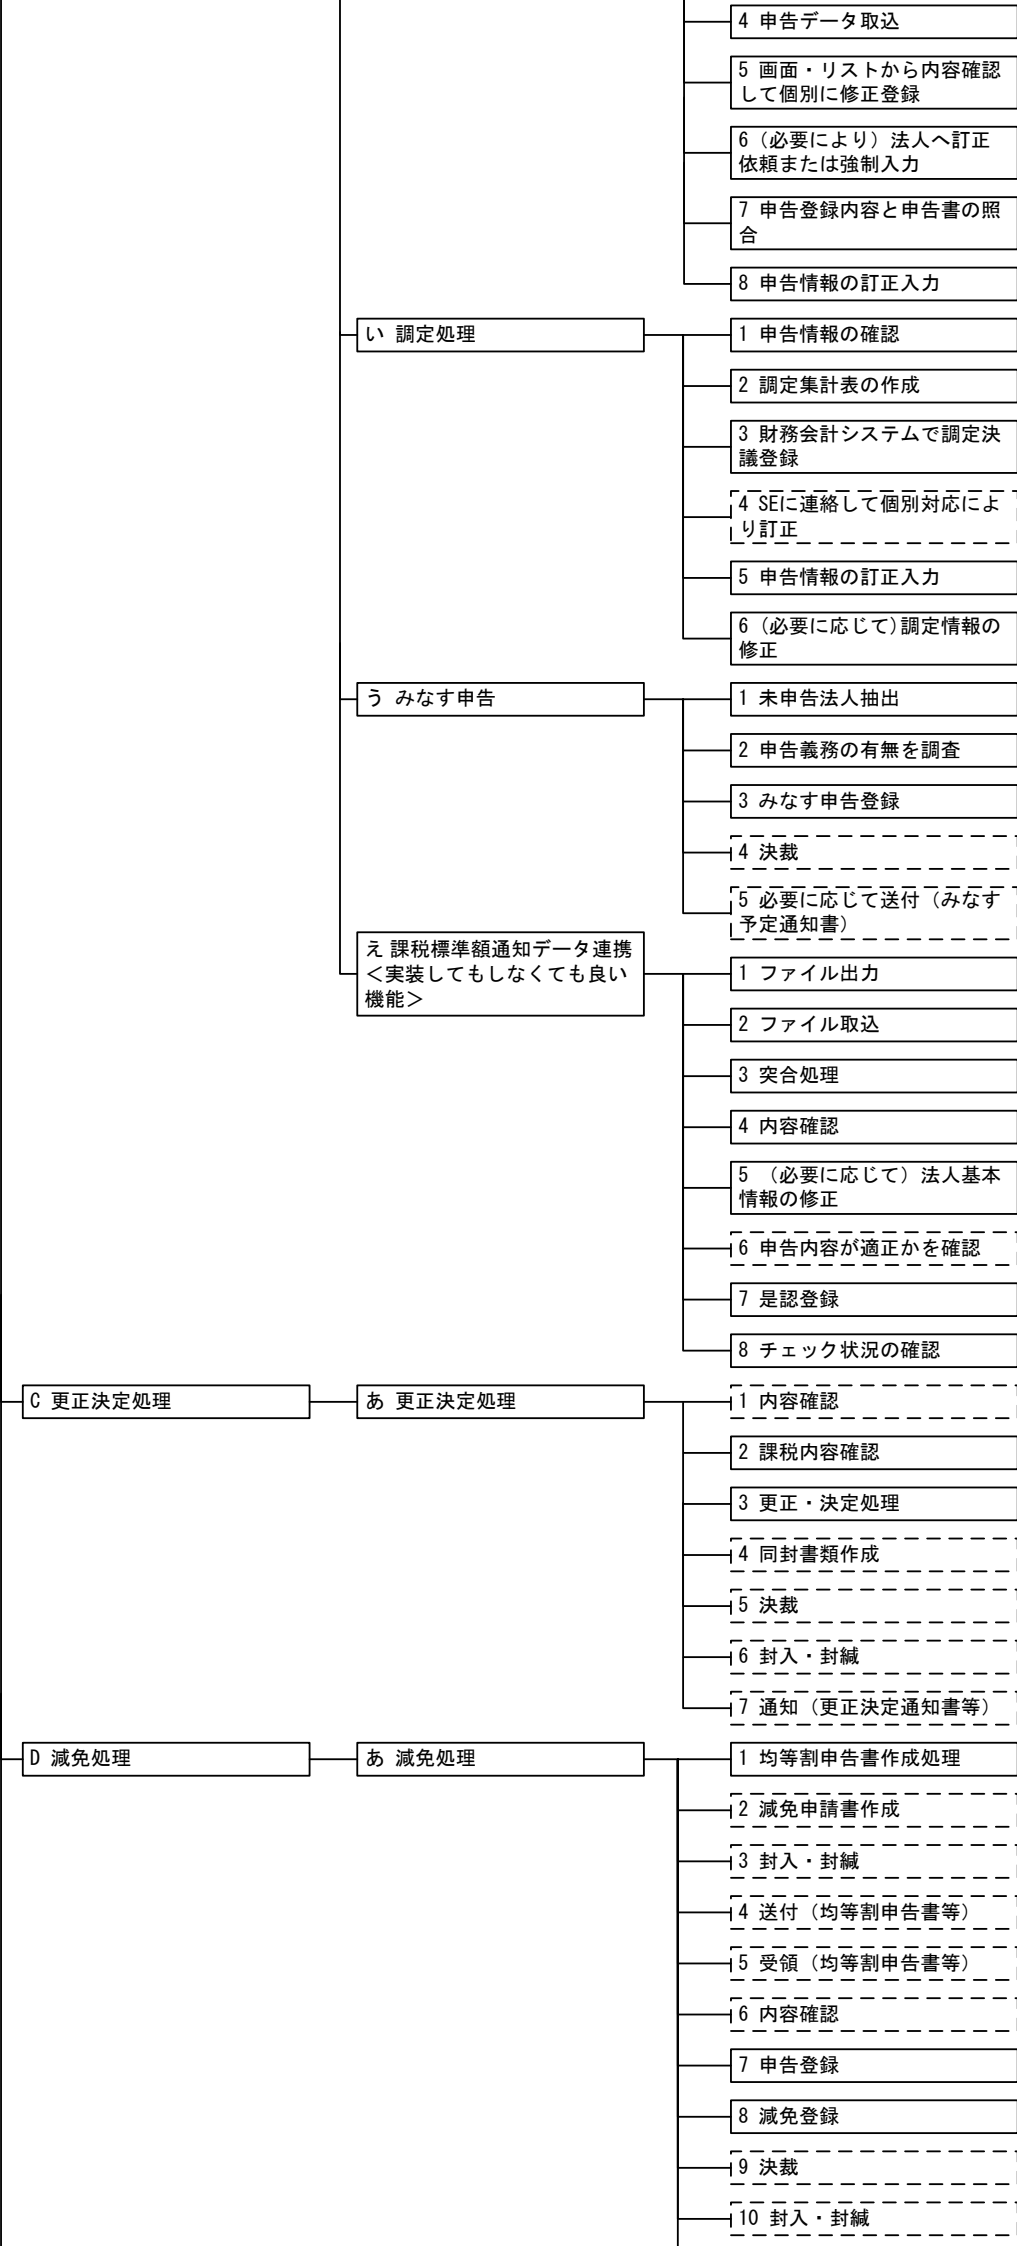 4 申告データ取込
5 画面・リストから内容確認
して個別に修正登録
6（必要により）法人へ訂正
依頼または強制入力
7 申告登録内容と申告書の照
合
8 申告情報の訂正入力
い 調定処理
1 申告情報の確認
2 調定集計表の作成
3 財務会計システムで調定決
議登録
4 SEに連絡して個別対応によ
り訂正
5 申告情報の訂正入力
6（必要に応じて）調定情報の
修正
う みなす申告
1 未申告法人抽出
2 申告義務の有無を調査
3 みなす申告登録
4 決裁
5 必要に応じて送付（みなす
予定通知書）
え 課税標準額通知データ連携
＜実装してもしなくても良い
機能＞
1 ファイル出力
2 ファイル取込
3 突合処理
4 内容確認
5 （必要に応じて）法人基本
情報の修正
6 申告内容が適正かを確認
7 是認登録
8 チェック状況の確認
C 更正決定処理
あ 更正決定処理
1 内容確認
2 課税内容確認
3 更正・決定処理
4 同封書類作成
5 決裁
6 封入・封緘
7 通知（更正決定通知書等）
D 減免処理
あ 減免処理
1 均等割申告書作成処理
2 減免申請書作成
3 封入・封緘
4 送付（均等割申告書等）
5 受領（均等割申告書等）
6 内容確認
7 申告登録
8 減免登録
9 決裁
10 封入・封緘